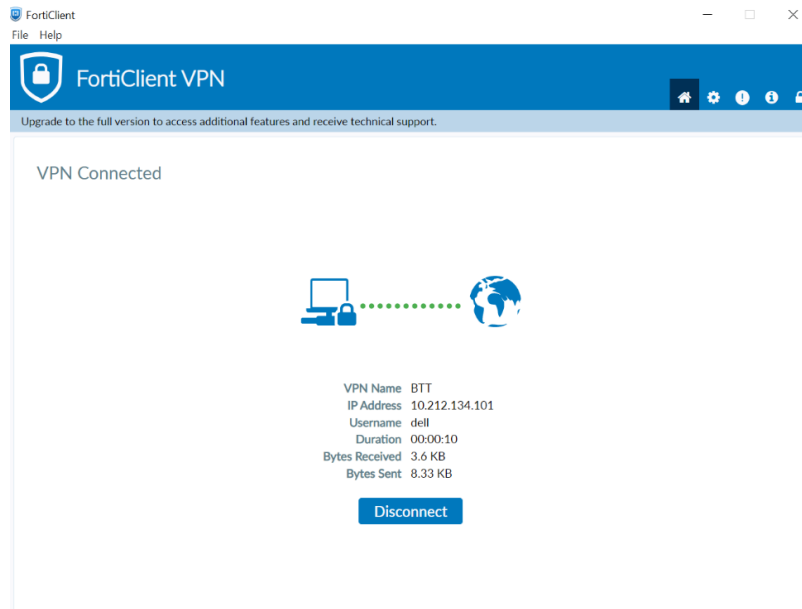 FortiClient
File Help
FortiClient VPN
Upgrade to the full version to access additional features and receive technical support.
VPN Connected
VPN Name BTT
IP Address 10.212.134.101
Username dell
Duration 00:00:10
Bytes Received 3.6 KB
Bytes Sent 8.33 KB
Disconnect